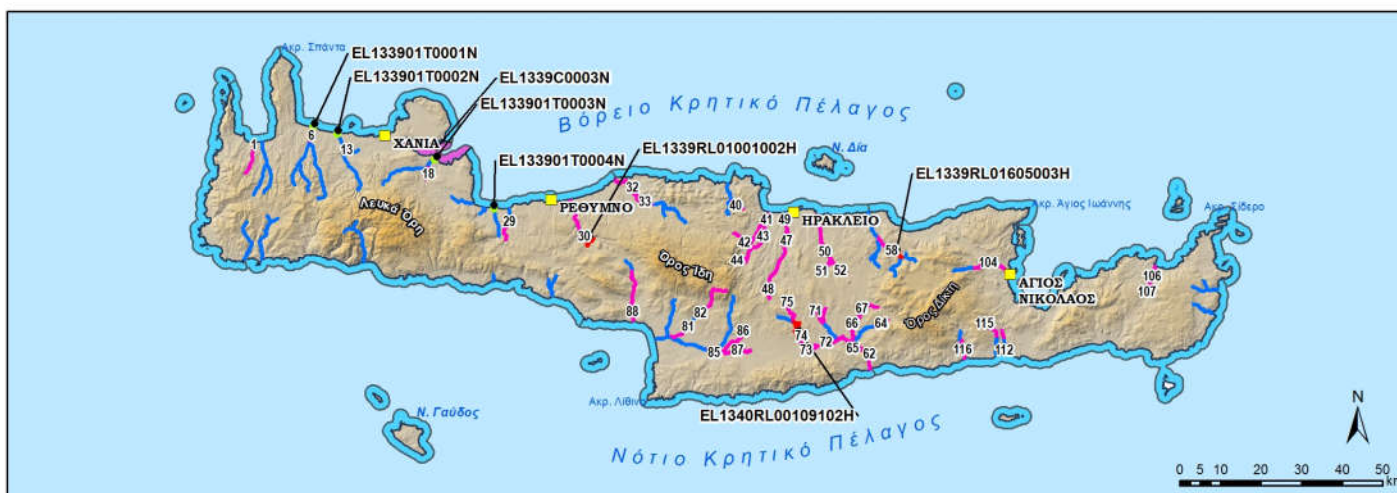 Ακρ. Σπάντα
EL133901T0001N
EL133901T0002N
EL1339C0003N
EL133901T0003N
Βόρειο Κρητικό Πέλαγος
ΧΑΝΙΑ
1
6
13
18
EL133901T0004N
EL1339RL01001002H
Ν. Δία
EL1339RL01605003H
Λευκά Όρη
29
ΡΕΘΥΜΝΟ
30
32
33
40
41
49
ΗΡΑΚΛΕΙΟ
42
43
44
47
50
51
52
58
Ακρ. Άγιος Ιωάννης
Ακρ. Σίδερο
Όρος Ίδη
48
104
ΑΓΙΟΣ
ΝΙΚΟΛΑΟΣ
106
107
Όρος Δίκτη
88
82
81
86
85
87
75
74
73
71
72
67
66
64
65
62
115
116
112
Ακρ. Λίθινο
EL1340RL00109102H
Ν. Γαύδος
Νότιο Κρητικό Πέλαγος
N
0 5 10 20 30 40 50
km